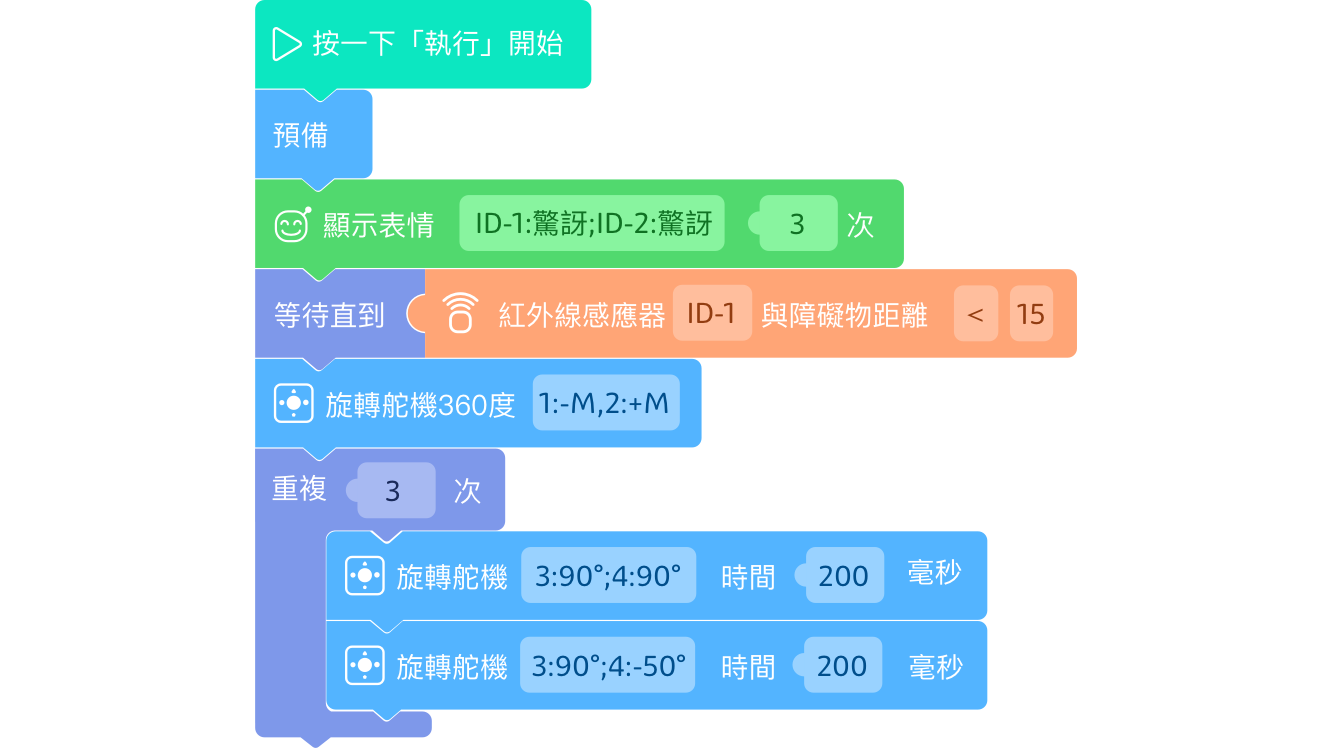 按一下「執行」開始
預備
顯示表情 ID-1:驚訝;ID-2:驚訝 3 次
等待直到 紅外線感應器 ID-1 與障礙物距離 < 15
旋轉舵機360度 1:-M,2:+M
重複 3 次
旋轉舵機 3:90°;4:90° 時間 200 毫秒
旋轉舵機 3:90°;4:-50° 時間 200 毫秒